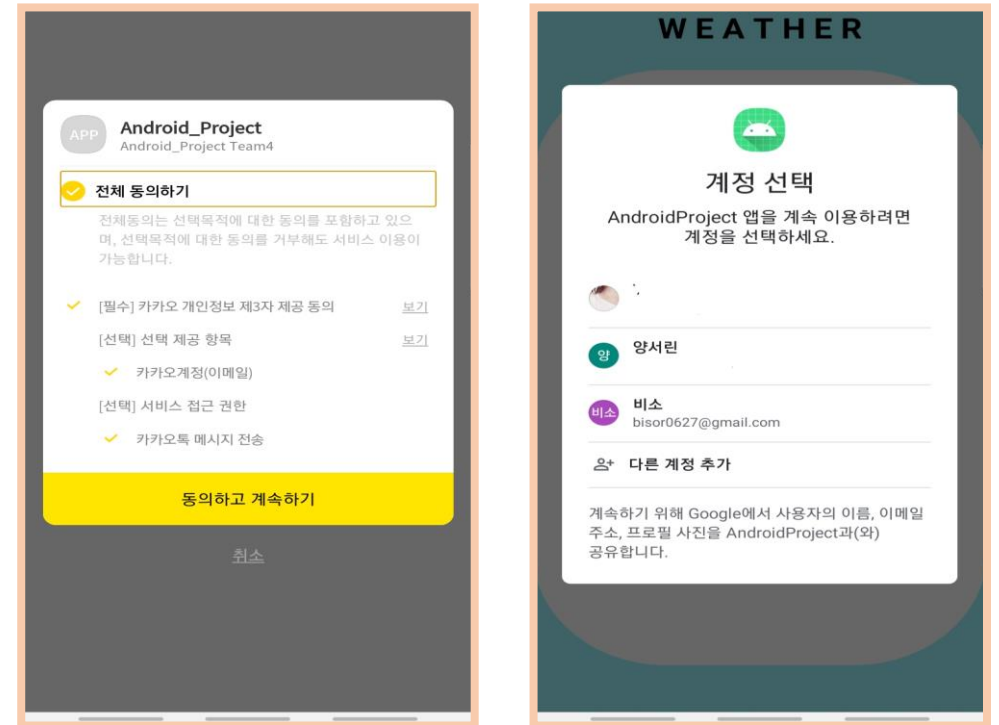 APP
Android_Project
Android_Project Team4
전체 동의하기
전체동의는 선택목적에 대한 동의를 포함하고 있으
며, 선택목적에 대한 동의를 거부해도 서비스 이용이
가능합니다.
[필수] 카카오 개인정보 제3자 제공 동의 보기
[선택] 선택 제공 항목 보기
카카오계정(이메일)
[선택] 서비스 접근 권한
카카오톡 메시지 전송
동의하고 계속하기
취소
WEATHER
계정 선택
AndroidProject 앱을 계속 이용하려면
계정을 선택하세요.
양 양서린
비소 비소
bisor0627@gmail.com
다른 계정 추가
계속하기 위해 Google에서 사용자의 이름, 이메일
주소, 프로필 사진을 AndroidProject과(와)
공유합니다.